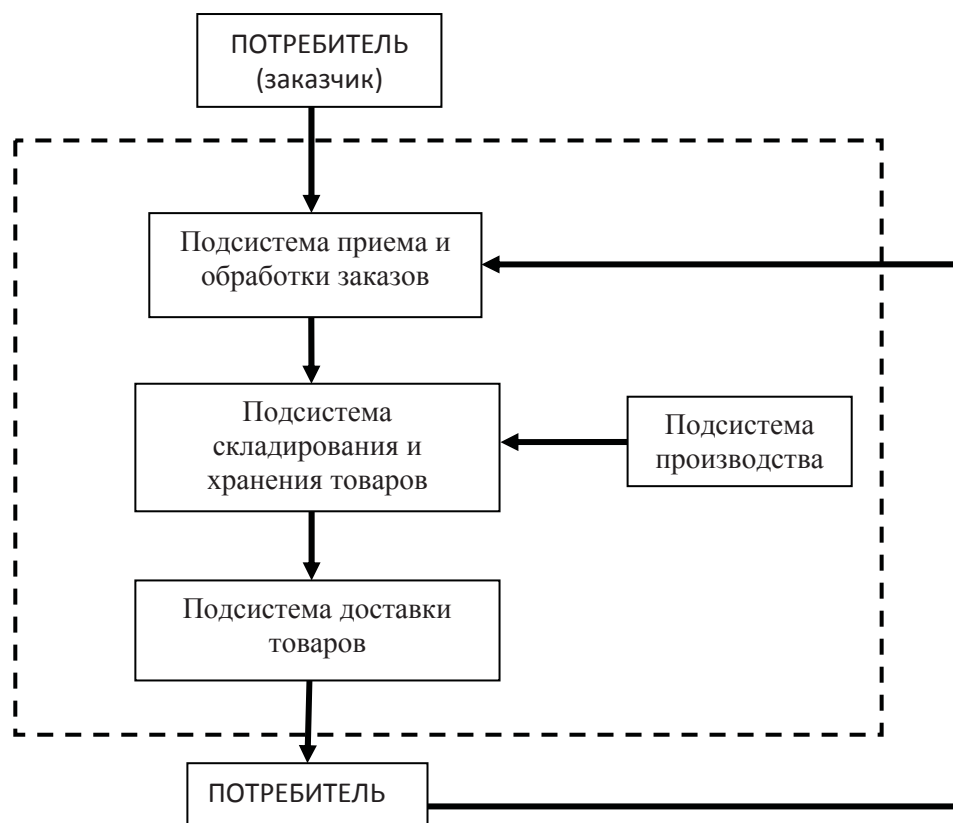 ПОТРЕБИТЕЛЬ
(заказчик)
Подсистема приема и
обработки заказов
Подсистема
складирования и
хранения товаров
Подсистема
производства
Подсистема доставки
товаров
ПОТРЕБИТЕЛЬ